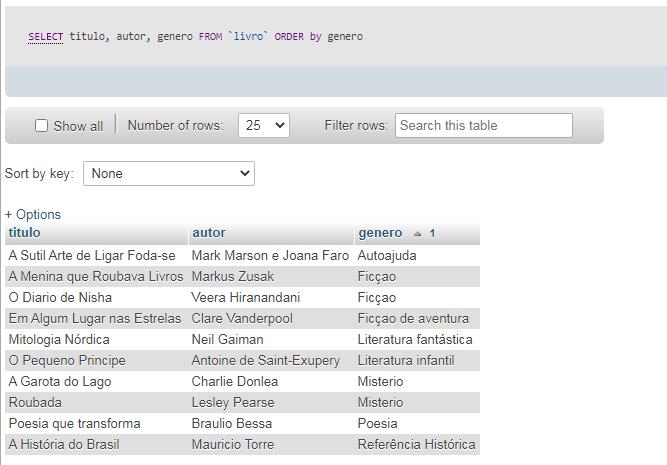 SELECT titulo, autor, genero FROM `livro` ORDER by genero
Show all Number of rows: 25 Filter rows: Search this table
Sort by key: None
+ Options
titulo autor genero 1
A Sutil Arte de Ligar Foda-se Mark Marson e Joana Faro Autoajuda
A Menina que Roubava Livros Markus Zusak Ficçao
O Diario de Nisha Veera Hiranandani Ficçao
Em Algum Lugar nas Estrelas Clare Vanderpool Ficçao de aventura
Mitologia Nórdica Neil Gaiman Literatura fantástica
O Pequeno Principe Antoine de Saint-Exupery Literatura infantil
A Garota do Lago Charlie Donlea Misterio
Roubada Lesley Pearse Misterio
Poesia que transforma Braulio Bessa Poesia
A História do Brasil Mauricio Torre Referência Histórica